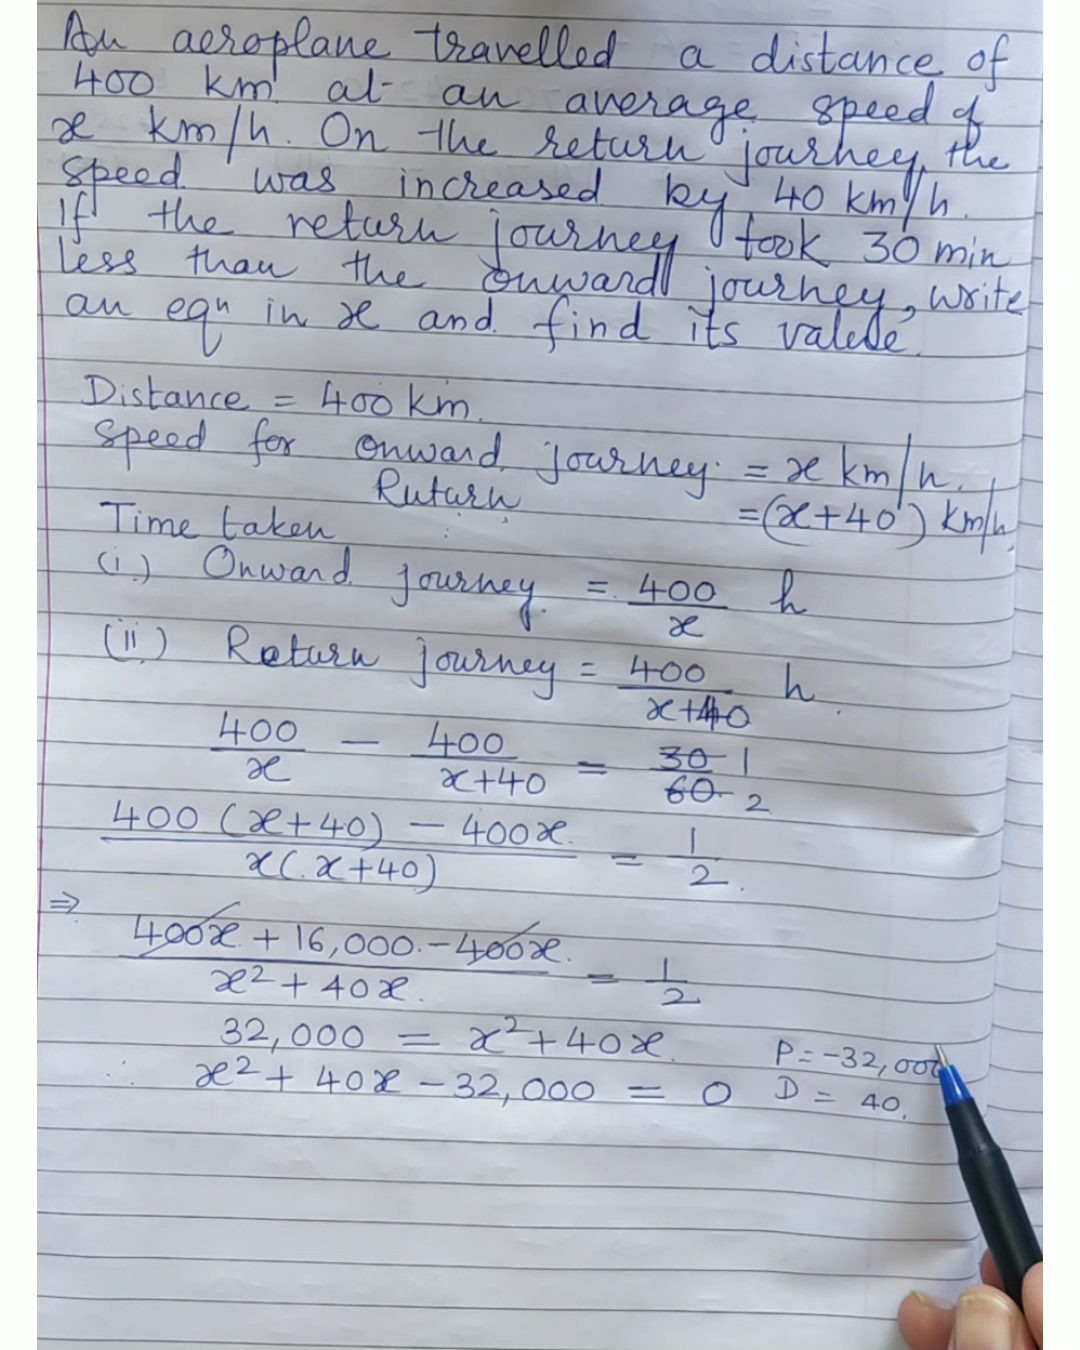 An aeroplane travelled a distance of
400 km at an average speed of
x km/h. On the return journey, the
speed was increased by 40 km/h.
If the return journey took 30 min
less than the onward journey, write
an eqn in x and find its value.
Distance = 400 km.
Speed for onward journey = x km/h.
Ruturn = (x+40) km/h.
Time taken
(i.) Onward journey = 400/x h
(ii) Return journey = 400/(x+40) h.
400/x − 400/(x+40) = 30/60 1/2
(400 (x+40) − 400x)/(x(x+40)) = 1/2.
⇒ (400x + 16,000 − 400x)/(x² + 40x) = 1/2
32,000 = x² + 40x. P = -32,000
∴ x² + 40x − 32,000 = 0 D = 40.